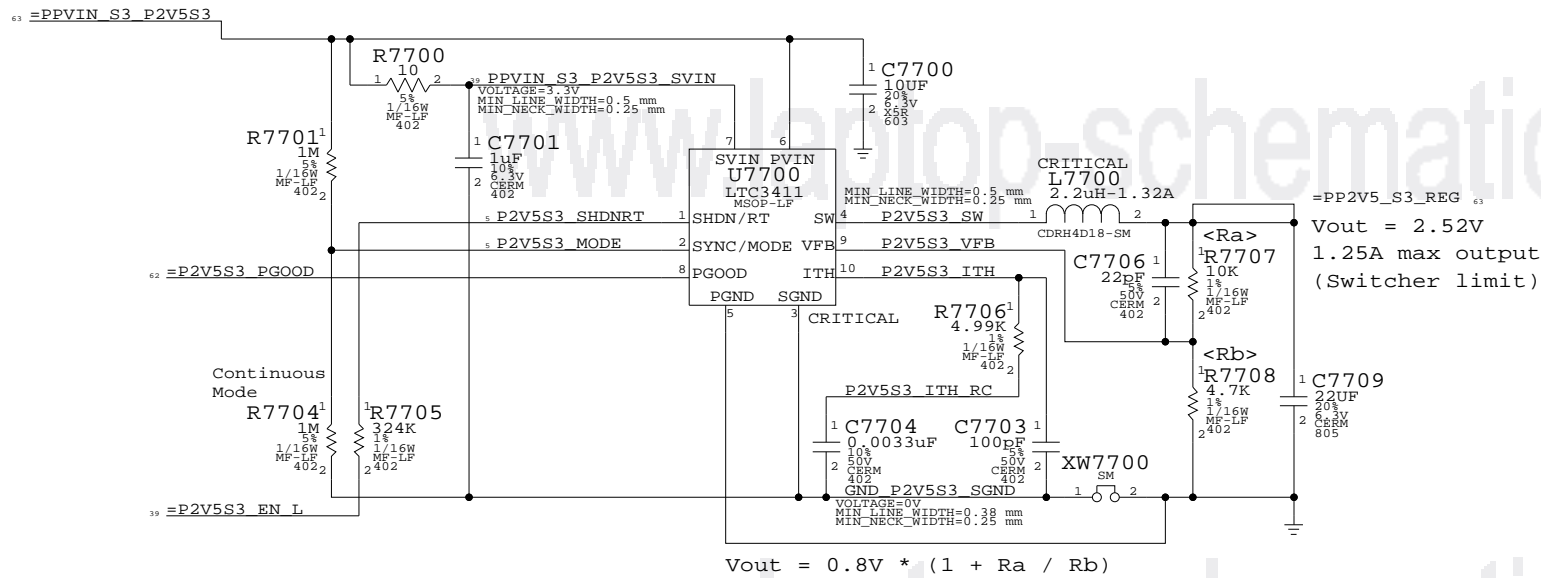 63 =PPVIN_S3_P2V5S3
R7700
10
1 2
5%
1/16W
MF-LF
402
39 PPVIN_S3_P2V5S3_SVIN
VOLTAGE=3.3V
MIN_LINE_WIDTH=0.5 mm
MIN_NECK_WIDTH=0.25 mm
1 C7700
10UF
20%
6.3V
2 X5R
603
www.laptop-schematic
R7701 1
1M
5%
1/16W
MF-LF
402 2
1 C7701
1uF
10%
6.3V
2 CERM
402
7 6
SVIN PVIN
U7700
LTC3411
MSOP-LF
1 SHDN/RT
2 SYNC/MODE
8 PGOOD
SW 4
VFB 9
ITH 10
PGND SGND
5 3
CRITICAL
5 P2V5S3_SHDNRT
5 P2V5S3_MODE
62 =P2V5S3_PGOOD
MIN_LINE_WIDTH=0.5 mm
MIN_NECK_WIDTH=0.25 mm
P2V5S3_SW
P2V5S3_VFB
P2V5S3_ITH
CRITICAL
L7700
2.2uH-1.32A
1 2
CDRH4D18-SM
=PP2V5_S3_REG 63
Vout = 2.52V
1.25A max output
(Switcher limit)
C7706 1
22pF
5%
50V
CERM 2
402
<Ra>
1 R7707
10K
1%
1/16W
MF-LF
2 402
<Rb>
1 R7708
4.7K
1%
1/16W
MF-LF
2 402
1 C7709
22UF
20%
6.3V
2 CERM
805
R7706 1
4.99K
1%
1/16W
MF-LF
402 2
P2V5S3_ITH_RC
1 C7704
0.0033uF
10%
50V
2 CERM
402
C7703 1
100pF
5%
50V
CERM 2
402
XW7700
SM
1 2
GND_P2V5S3_SGND
VOLTAGE=0V
MIN_LINE_WIDTH=0.38 mm
MIN_NECK_WIDTH=0.25 mm
Continuous
Mode
R7704 1
1M
5%
1/16W
MF-LF
402 2
1 R7705
324K
1%
1/16W
MF-LF
2 402
39 =P2V5S3_EN_L
Vout = 0.8V * (1 + Ra / Rb)